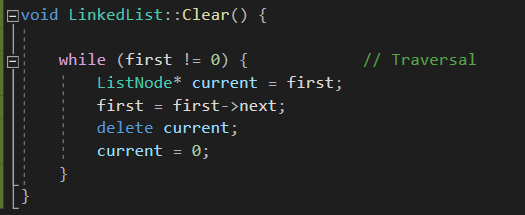 void LinkedList::Clear() {
while (first != 0) { // Traversal
ListNode* current = first;
first = first->next;
delete current;
current = 0;
}
}